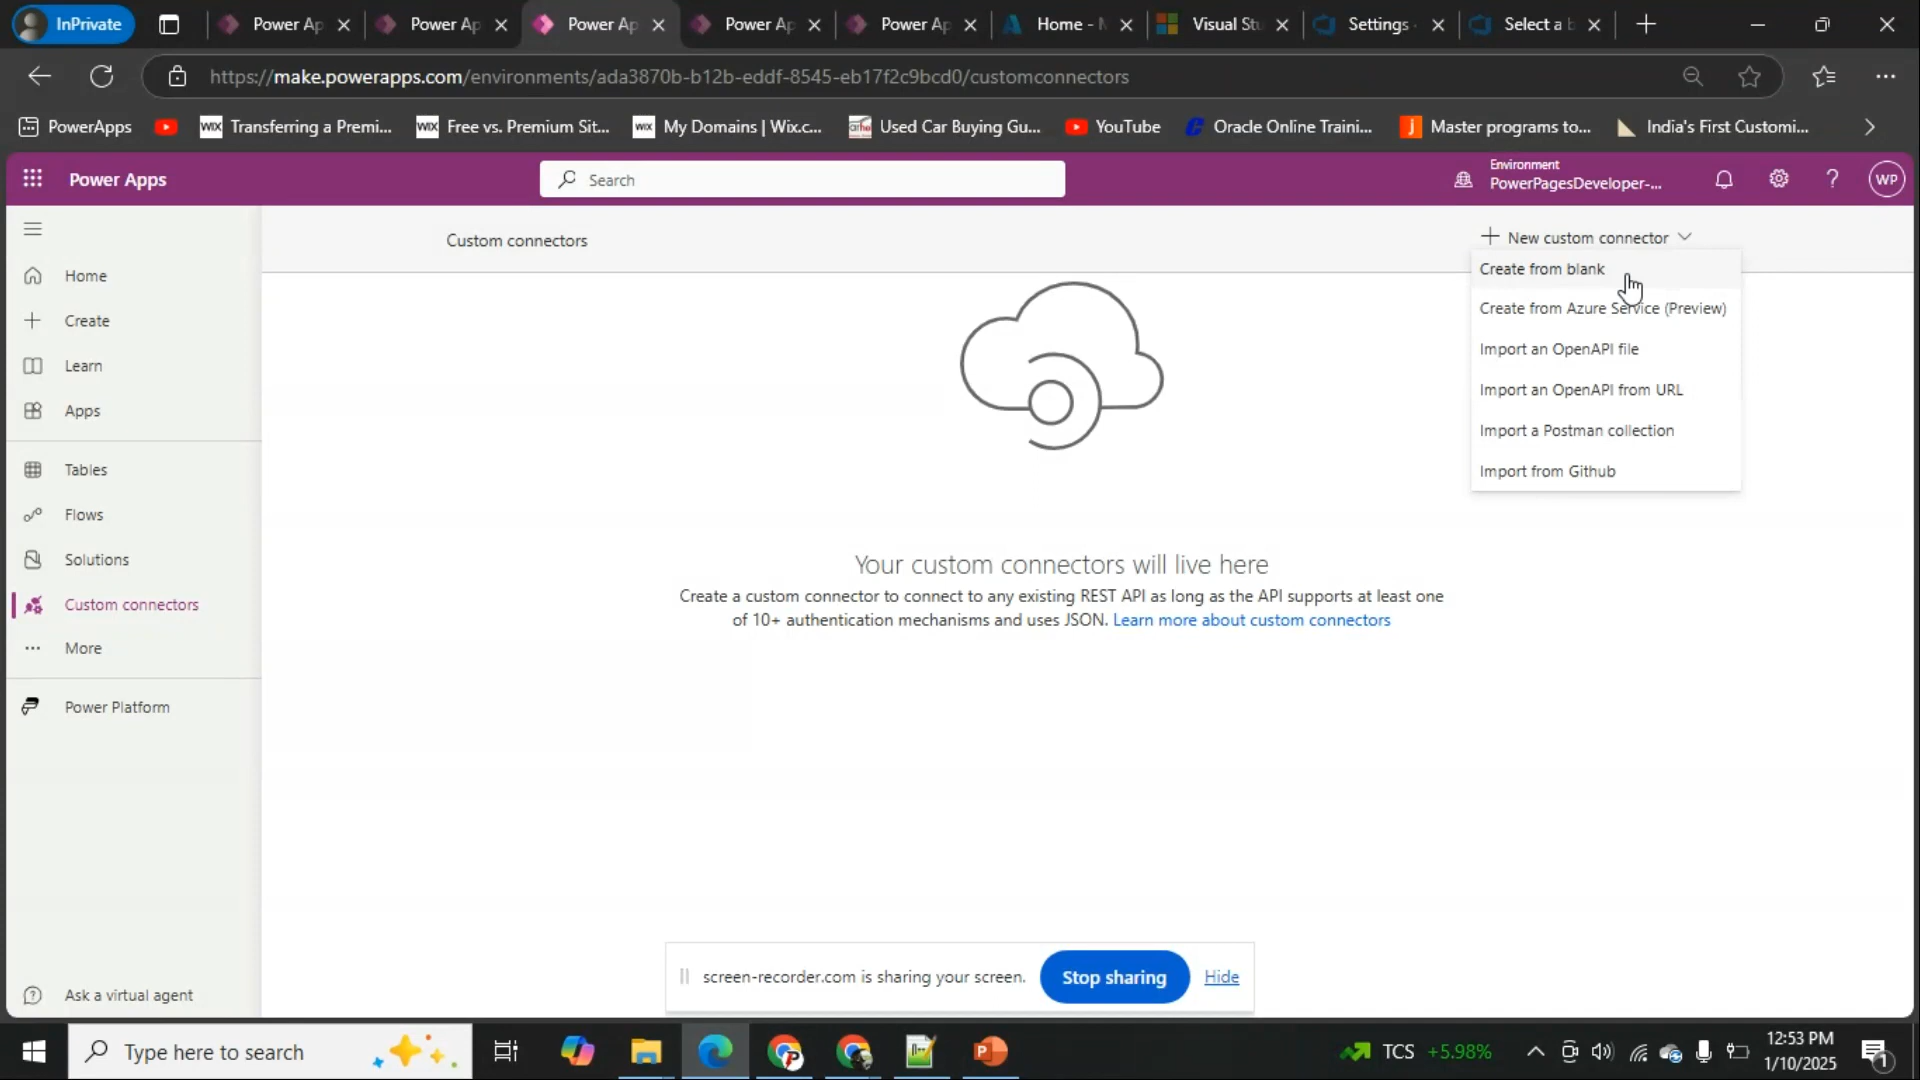 InPrivate
Power Ap
Power Ap
Power Ap
Power Ap
Power Ap
Home - M
Visual Stu
Settings
Select a b
https://make.powerapps.com/environments/ada3870b-b12b-eddf-8545-eb17f2c9bcd0/customconnectors
PowerApps
WIX Transferring a Premi...
WIX Free vs. Premium Sit...
WIX My Domains | Wix.c...
Used Car Buying Gu...
YouTube
Oracle Online Traini...
Master programs to...
India's First Customi...
Power Apps
Search
Environment
PowerPagesDeveloper-...
WP
Custom connectors
New custom connector
Create from blank
Create from Azure Service (Preview)
Import an OpenAPI file
Import an OpenAPI from URL
Import a Postman collection
Import from Github
Home
Create
Learn
Apps
Tables
Flows
Solutions
Custom connectors
More
Power Platform
Ask a virtual agent
Your custom connectors will live here
Create a custom connector to connect to any existing REST API as long as the API supports at least one
of 10+ authentication mechanisms and uses JSON. Learn more about custom connectors
screen-recorder.com is sharing your screen.
Stop sharing
Hide
Type here to search
TCS +5.98%
12:53 PM
1/10/2025
1